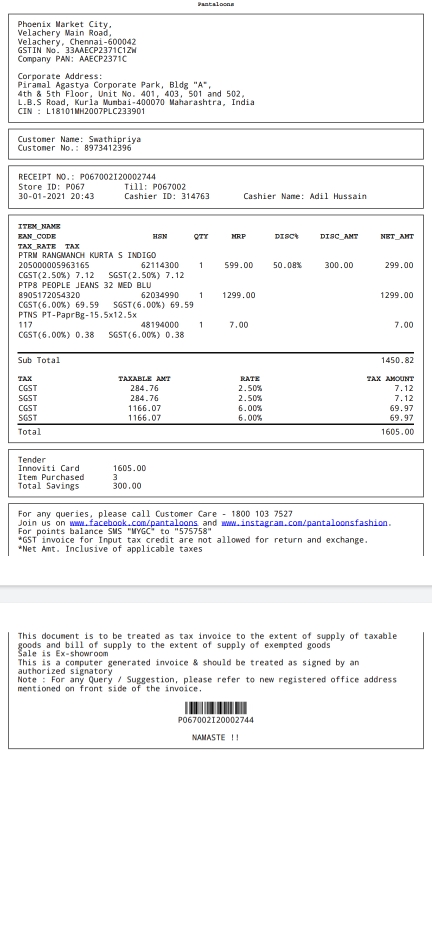 Pantaloons
Phoenix Market City,
Velachery Main Road,
Velachery, Chennai-600042
GSTIN No. 33AAECP2371C1ZW
Company PAN: AAECP2371C
Corporate Address:
Piramal Agastya Corporate Park, Bldg "A",
4th & 5th Floor, Unit No. 401, 403, 501 and 502,
L.B.S Road, Kurla Mumbai-400070 Maharashtra, India
CIN : L18101MH2007PLC233901
Customer Name: Swathipriya
Customer No.: 8973412396
RECEIPT NO.: P067002I20002744
Store ID: P067 Till: P067002
30-01-2021 20:43 Cashier ID: 314763 Cashier Name: Adil Hussain
ITEM_NAME
EAN_CODE HSN QTY MRP DISC% DISC_AMT NET_AMT
TAX_RATE TAX
PTRM RANGMANCH KURTA S INDIGO
205000005963165 62114300 1 599.00 50.08% 300.00 299.00
CGST(2.50%) 7.12 SGST(2.50%) 7.12
PTP8 PEOPLE JEANS 32 MED BLU
8905172054320 62034990 1 1299.00 1299.00
CGST(6.00%) 69.59 SGST(6.00%) 69.59
PTNS PT-PaprBg-15.5x12.5x
117 48194000 1 7.00 7.00
CGST(6.00%) 0.38 SGST(6.00%) 0.38
Sub Total 1450.82
TAX TAXABLE AMT RATE TAX AMOUNT
CGST 284.76 2.50% 7.12
SGST 284.76 2.50% 7.12
CGST 1166.07 6.00% 69.97
SGST 1166.07 6.00% 69.97
Total 1605.00
Tender
Innoviti Card 1605.00
Item Purchased 3
Total Savings 300.00
For any queries, please call Customer Care - 1800 103 7527
Join us on www.facebook.com/pantaloons and www.instagram.com/pantaloonsfashion.
For points balance SMS "MYGC" to "575758"
*GST invoice for Input tax credit are not allowed for return and exchange.
*Net Amt. Inclusive of applicable taxes
This document is to be treated as tax invoice to the extent of supply of taxable
goods and bill of supply to the extent of supply of exempted goods
Sale is Ex-showroom
This is a computer generated invoice & should be treated as signed by an
authorized signatory
Note : For any Query / Suggestion, please refer to new registered office address
mentioned on front side of the invoice.
P067002I20002744
NAMASTE !!